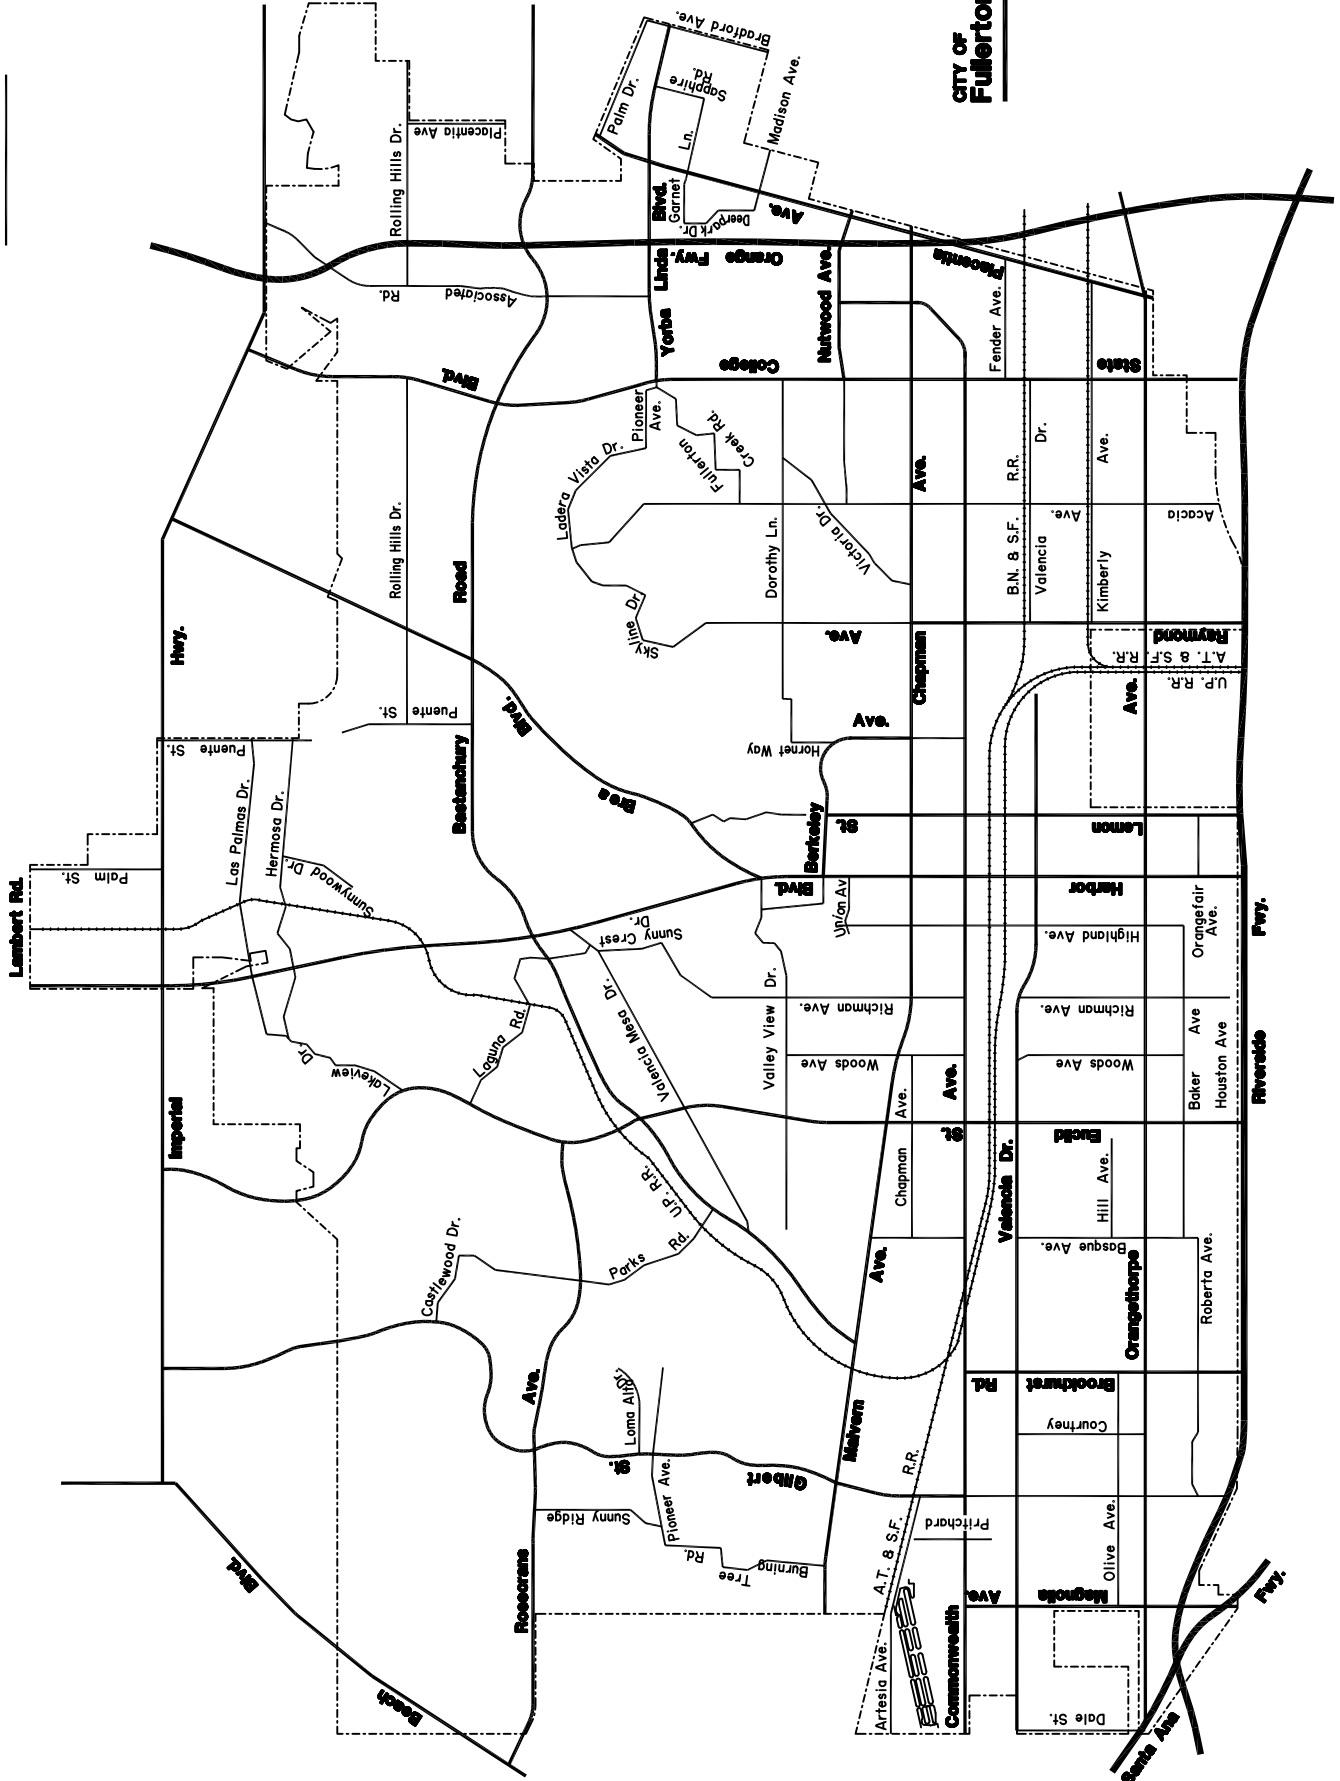 CITY OF
Fullerton
Bradford Ave.
Palm Dr.
Sapphire Rd.
Madison Ave.
Garnet Ln.
Deerpark Dr.
Rolling Hills Dr.
Placentia Ave
Yorba Linda Blvd.
Orange Fwy.
Placentia Ave.
Associated Rd.
Nutwood Ave.
Fender Ave.
State College Blvd.
Pioneer Ave.
Ladera Vista Dr.
Fullerton Creek Rd.
Rolling Hills Dr.
Dorothy Ln.
Victoria Dr.
Acacia Ave.
B.N. & S.F. R.R.
Valencia Dr.
Kimberly Ave.
Skyline Dr.
Raymond Ave.
A.T. & S.F. R.R.
U.P. R.R.
Imperial Hwy.
Bastanchury Road
Puente St.
Puente St.
Brea Blvd.
Chapman Ave.
Hornet Way
Berkeley Ave.
Lemon St.
Las Palmas Dr.
Hermosa Dr.
Sunnywood Dr.
Palm St.
Lambert Rd.
Harbor Blvd.
Union Av
Highland Ave.
Orangefair Ave.
Sunny Crest Dr.
Richman Ave.
Richman Ave.
Valencia Mesa Dr.
Valley View Dr.
Woods Ave
Woods Ave
Laguna Rd.
Lakeview Dr.
Baker Ave
Houston Ave
Riverside Fwy.
Euclid St.
Chapman Ave.
Valencia Dr.
Hill Ave.
Basque Ave.
Orangethorpe Ave.
Roberta Ave.
U.P. R.R.
Parks Rd.
Castlewood Dr.
Malvern Ave.
Brookhurst Rd.
Courtney
Loma Alta Dr.
Gilbert St.
Pioneer Ave.
Sunny Ridge
Burning Tree Rd.
Rosecrans Ave.
Pritchard
A.T. & S.F. R.R.
Olive Ave.
Magnolia Ave
Commonwealth Ave.
Artesia Ave.
Dale St.
Beach Blvd.
Santa Ana Fwy.